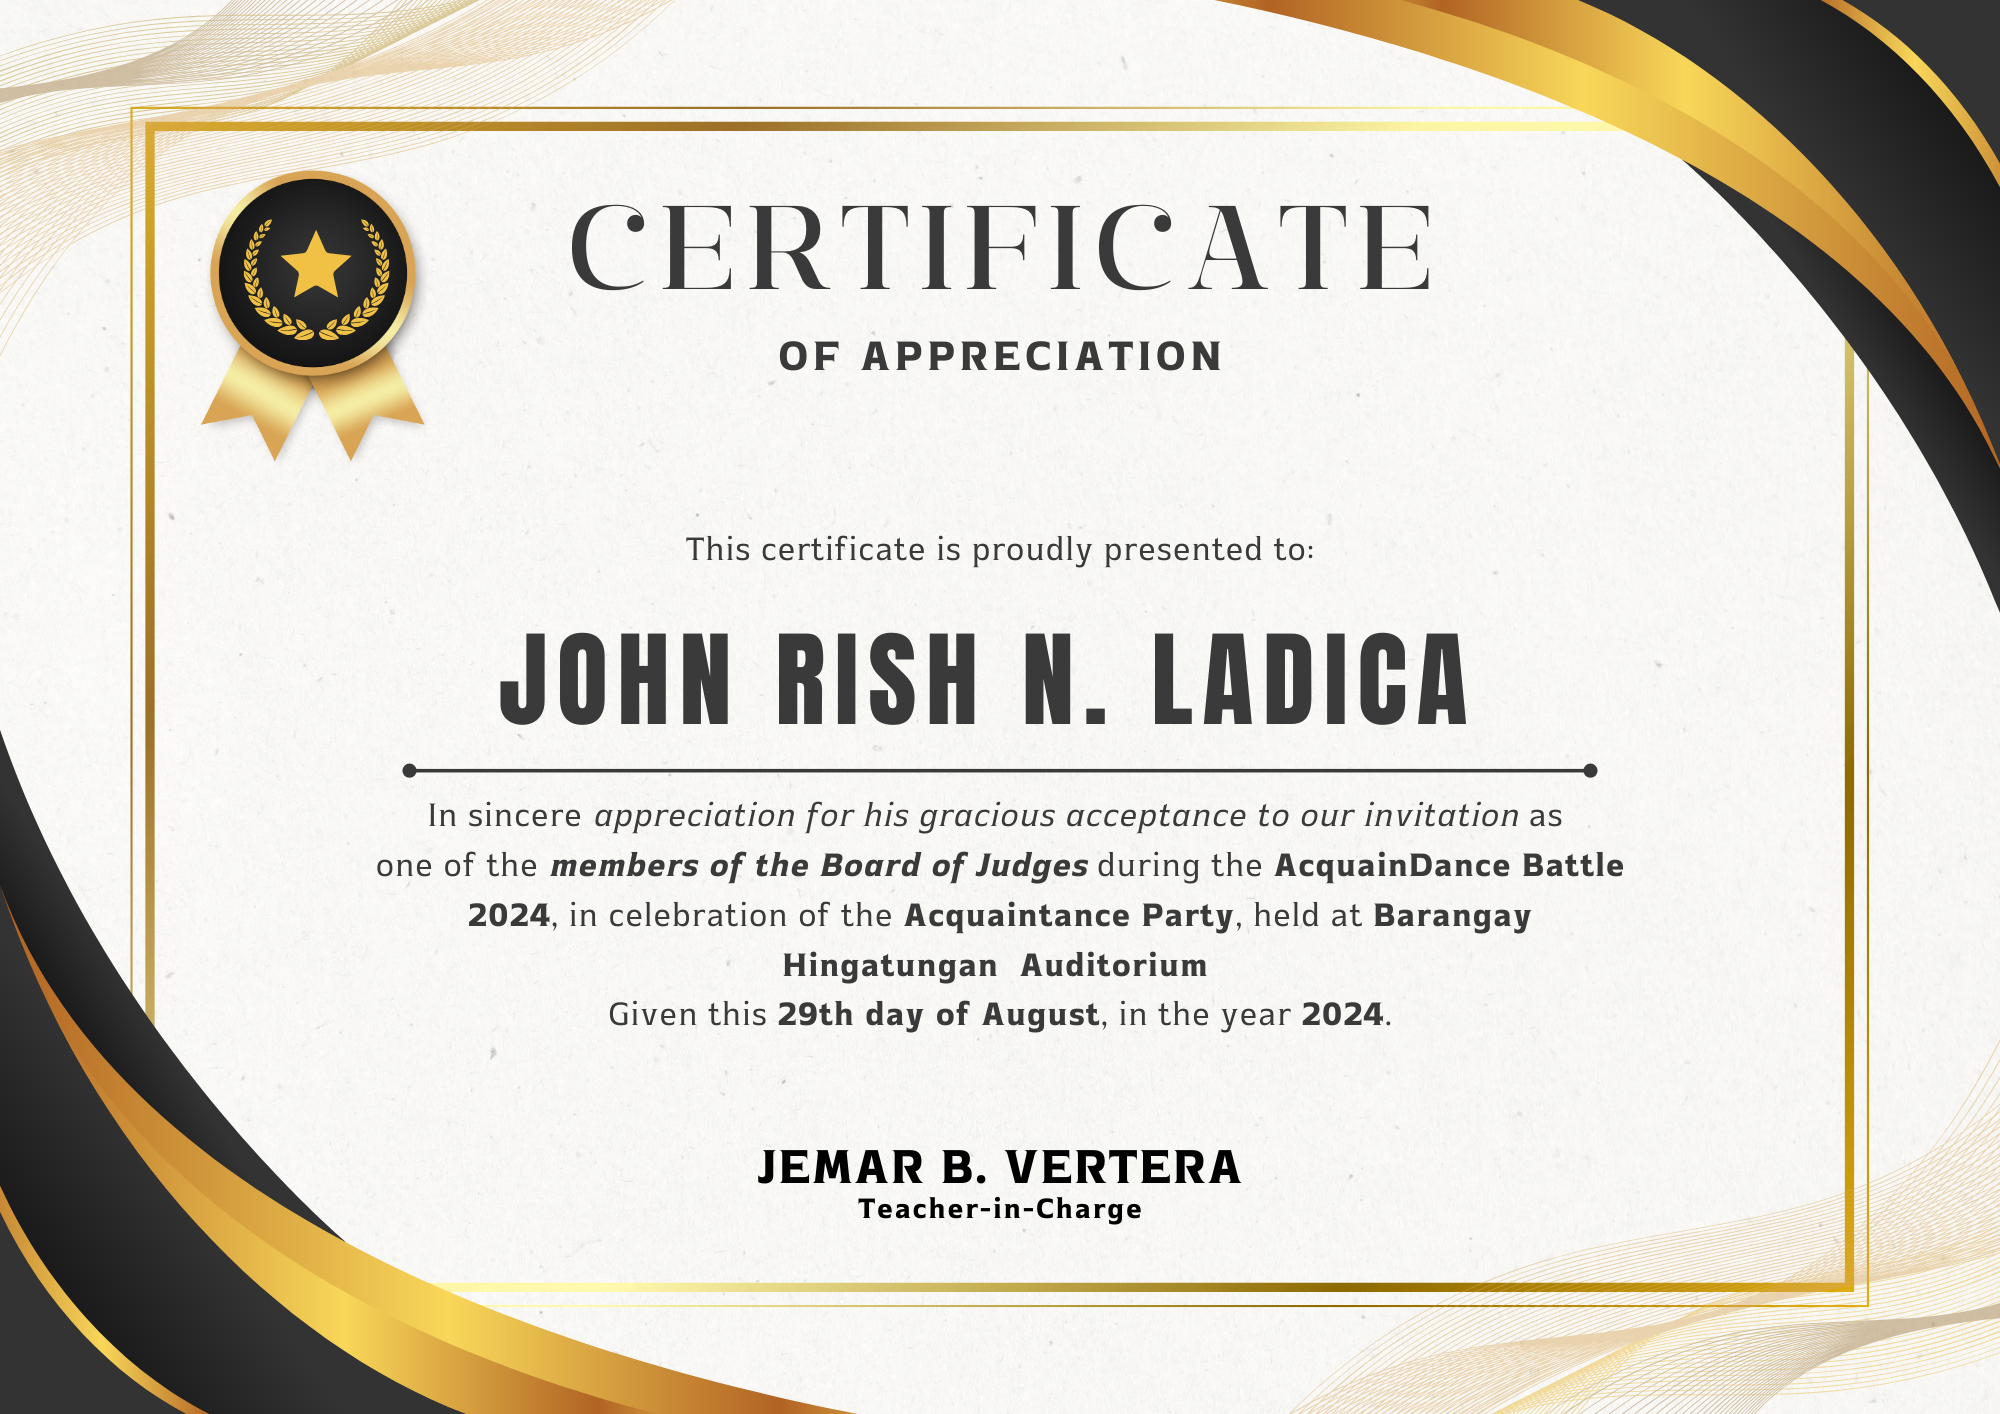 CERTIFICATE
OF APPRECIATION
This certificate is proudly presented to:
JOHN RISH N. LADICA
In sincere appreciation for his gracious acceptance to our invitation as
one of the members of the Board of Judges during the AcquainDance Battle
2024, in celebration of the Acquaintance Party, held at Barangay
Hingatungan Auditorium
Given this 29th day of August, in the year 2024.
JEMAR B. VERTERA
Teacher-in-Charge